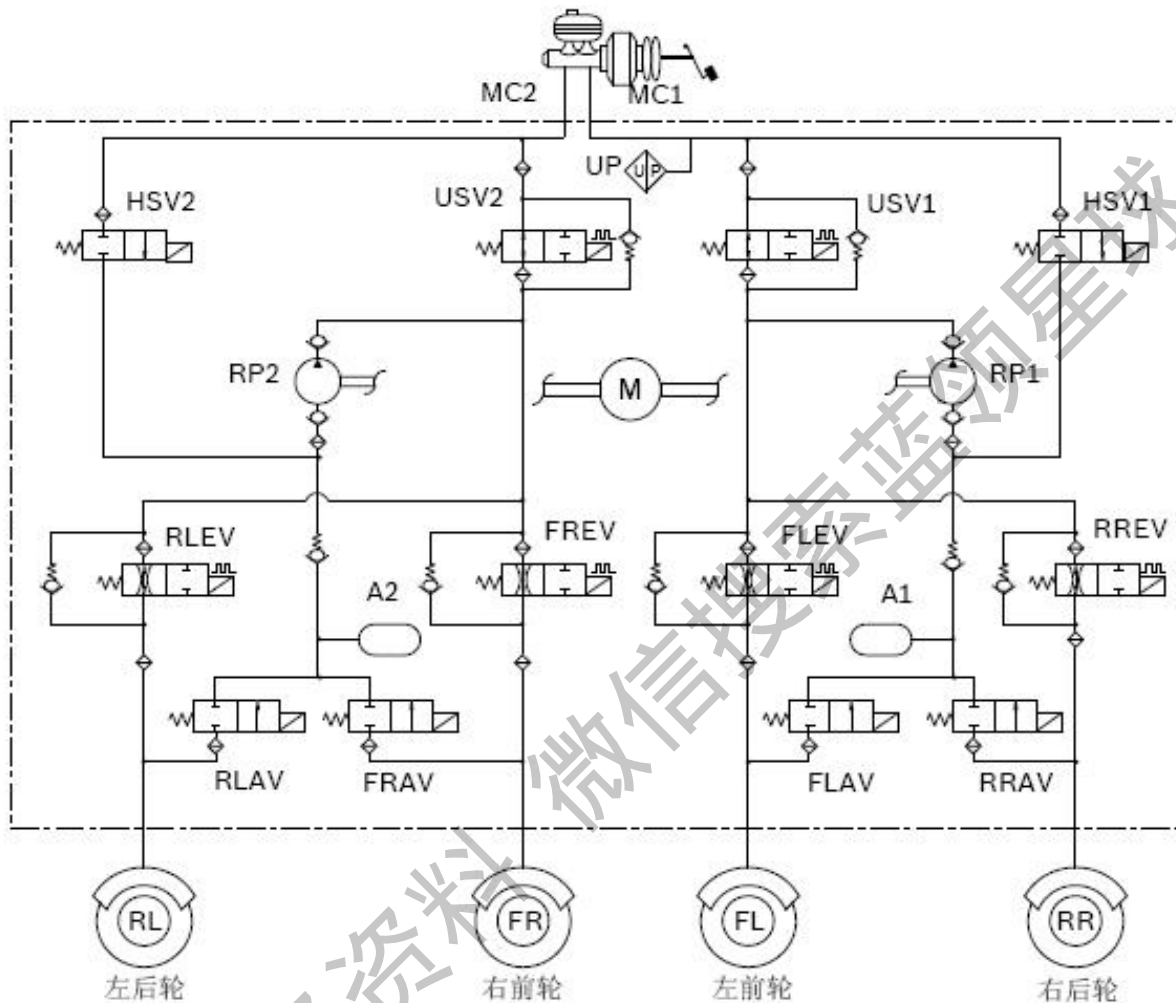 MC2 MC1
UP U P
HSV2 USV2 USV1 HSV1
RP2 M RP1
RLEV FREV FLEV RREV
A2 A1
RLAV FRAV FLAV RRAV
RL FR FL RR
左后轮 右前轮 左前轮 右后轮
资料 微信搜索蓝领星球